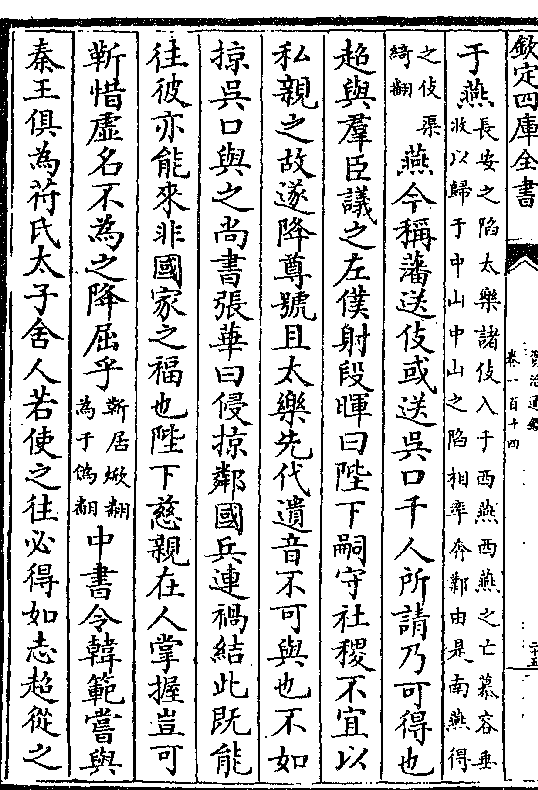 欽定四庫全書
資治通鑑
卷一百十四
于燕長安之陷太樂諸伎入于西燕西燕之亡慕容垂收以歸于中山中山之陷相率奔鄴由是南燕得
之伎渠綺翻燕今稱藩送伎或送吳口千人所請乃可得也
超與羣臣議之左僕射段暉曰陛下嗣守社稷不宜以
私親之故遂降尊號且太樂先代遺音不可與也不如
掠吳口與之尚書張華曰侵掠鄰國兵連禍結此既能
往彼亦能來非國家之福也陛下慈親在人掌握豈可
靳惜虛名不為之降屈乎靳居焮翻為于偽翻中書令韓範嘗與
秦王俱為苻氏太子舍人若使之往必得如志超從之